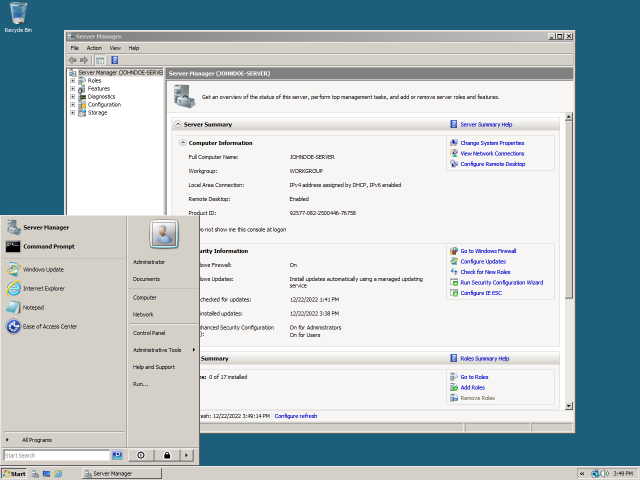 Recycle Bin
Server Manager
File Action View Help
Server Manager (JOHNDOE-SERVER
Roles
Features
Diagnostics
Configuration
Storage
Server Manager (JOHNDOE-SERVER)
Get an overview of the status of this server, perform top management tasks, and add or remove server roles and features.
Server Summary
Server Summary Help
Computer Information
Full Computer Name: JOHNDOE-SERVER
Workgroup: WORKGROUP
Local Area Connection: IPv4 address assigned by DHCP, IPv6 enabled
Remote Desktop: Enabled
Product ID: 92577-082-2500446-76758
o not show me this console at logon
Change System Properties
View Network Connections
Configure Remote Desktop
curity Information
Windows Firewall: On
Windows Updates: Install updates automatically using a managed updating service
checked for updates: 12/22/2022 1:41 PM
installed updates: 12/22/2022 3:38 PM
nhanced Security Configuration On for Administrators
): On for Users
Go to Windows Firewall
Configure Updates
Check for New Roles
Run Security Configuration Wizard
Configure IE ESC
Summary
Roles Summary Help
0 of 17 installed
Go to Roles
Add Roles
Remove Roles
resh: 12/22/2022 3:49:14 PM Configure refresh
Server Manager
Command Prompt
Windows Update
Internet Explorer
Notepad
Ease of Access Center
All Programs
Start Search
Administrator
Documents
Computer
Network
Control Panel
Administrative Tools
Help and Support
Run...
Start
Server Manager
3:49 PM